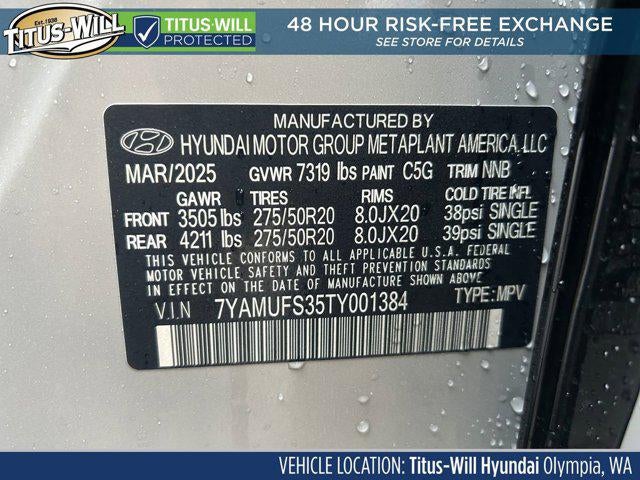 Est. 1938
TITUS-WILL
TITUS-WILL
PROTECTED
48 HOUR RISK-FREE EXCHANGE
SEE STORE FOR DETAILS
MANUFACTURED BY
HYUNDAI MOTOR GROUP METAPLANT AMERICA, LLC
MAR/2025 GVWR 7319 lbs PAINT C5G TRIM NNB
GAWR TIRES RIMS COLD TIRE INFL
FRONT 3505 lbs 275/50R20 8.0JX20 38psi SINGLE
REAR 4211 lbs 275/50R20 8.0JX20 39psi SINGLE
THIS VEHICLE CONFORMS TO ALL APPLICABLE U.S.A. FEDERAL
MOTOR VEHICLE SAFETY AND THEFT PREVENTION STANDARDS
IN EFFECT ON THE DATE OF MANUFACTURE SHOWN ABOVE.
V.I.N 7YAMUFS35TY001384 TYPE: MPV
VEHICLE LOCATION: Titus-Will Hyundai Olympia, WA